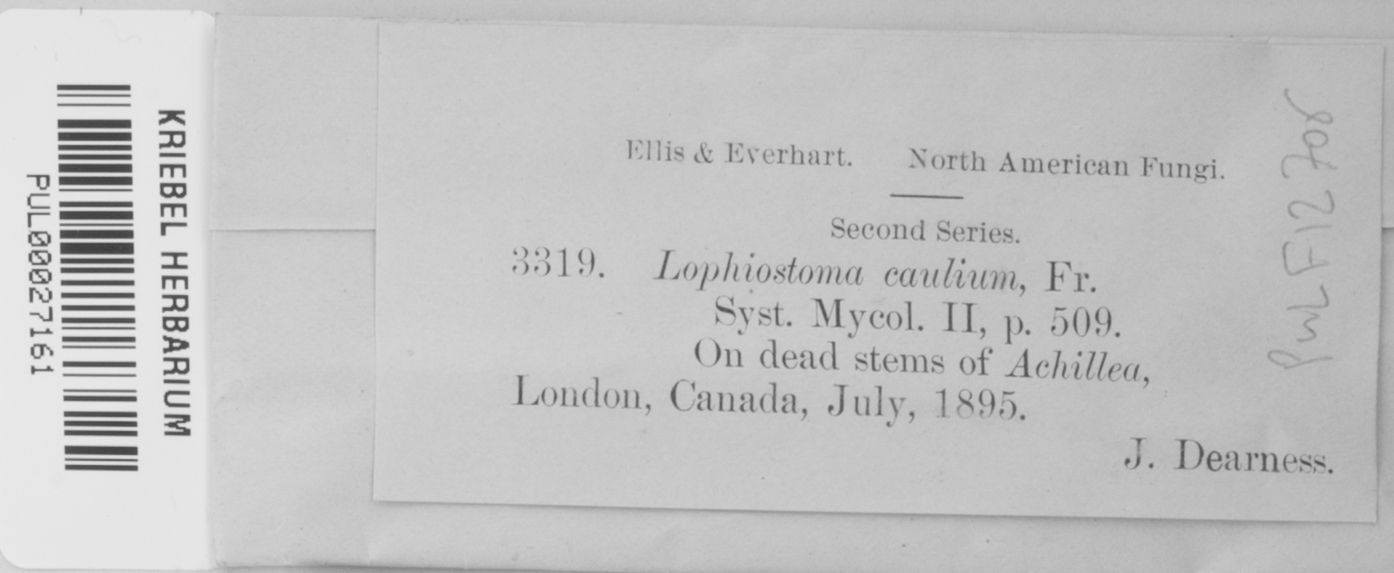 KRIEBEL HERBARIUM
PUL00027161
Ellis & Everhart. North American Fungi.
Second Series.
3319. Lophiostoma caulium, Fr.
Syst. Mycol. II, p. 509.
On dead stems of Achillea,
London, Canada, July, 1895.
J. Dearness.